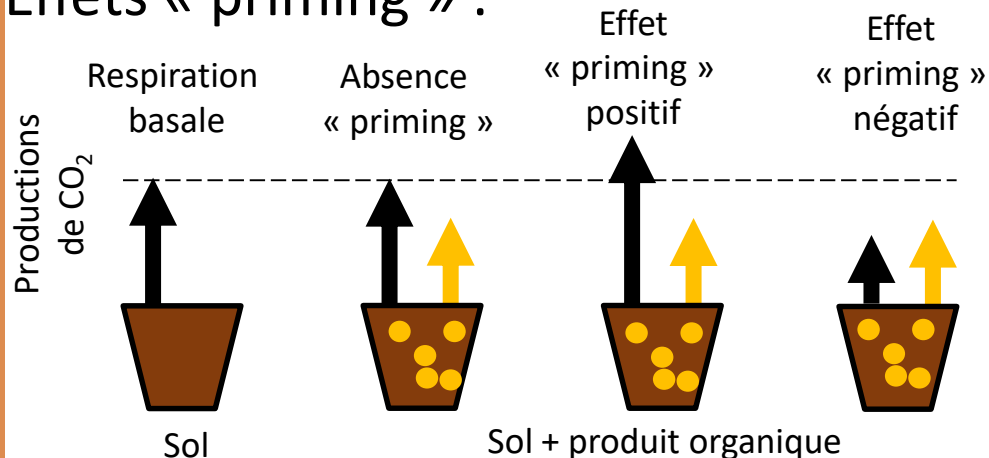 Effets « priming » :
Respiration
basale
Absence
« priming »
Effet
« priming »
positif
Effet
« priming »
négatif
Productions
de CO₂
Sol
Sol + produit organique